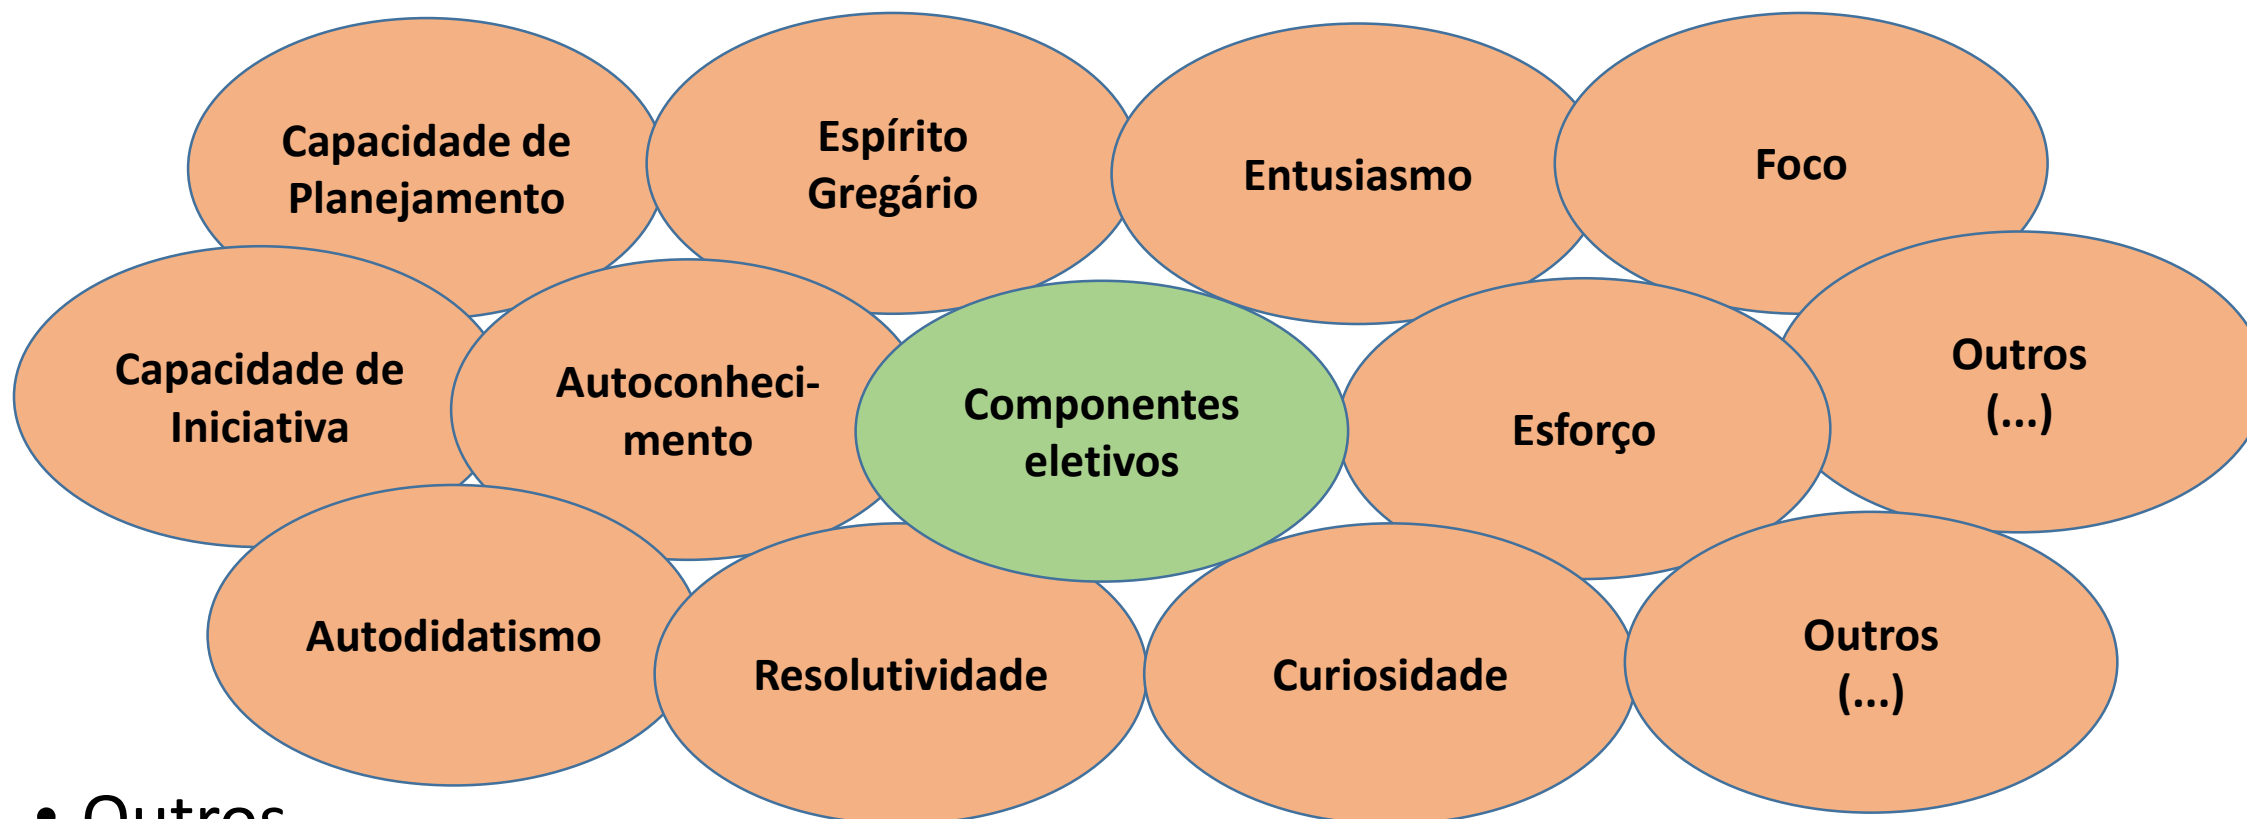 Capacidade de
Planejamento
Espírito
Gregário
Entusiasmo
Foco
Capacidade de
Iniciativa
Autoconheci-
mento
Componentes
eletivos
Esforço
Outros
(...)
Autodidatismo
Resolutividade
Curiosidade
Outros
(...)
• Outros